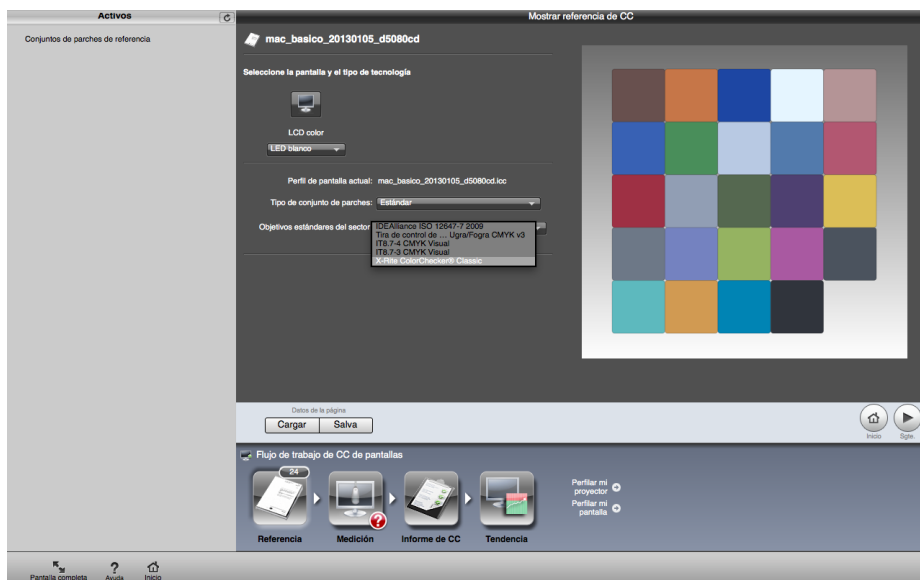 Activos
Mostrar referencia de CC
Conjuntos de parches de referencia
mac_basico_20130105_d5080cd
Seleccione la pantalla y el tipo de tecnología
LCD color
LED blanco
Perfil de pantalla actual: mac_basico_20130105_d5080cd.icc
Tipo de conjunto de parches: Estándar
Objetivos estándares del sector
IDEAlliance ISO 12647-7 2009
Tira de control de ... Ugra/Fogra CMYK v3
IT8.7-4 CMYK Visual
IT8.7-3 CMYK Visual
X-Rite ColorChecker® Classic
Datos de la página
Cargar Salva
Inicio Sgte.
Flujo de trabajo de CC de pantallas
24
Perfilar mi
proyector
Perfilar mi
pantalla
?
Referencia Medición Informe de CC Tendencia
?
Pantalla completa Ayuda Inicio